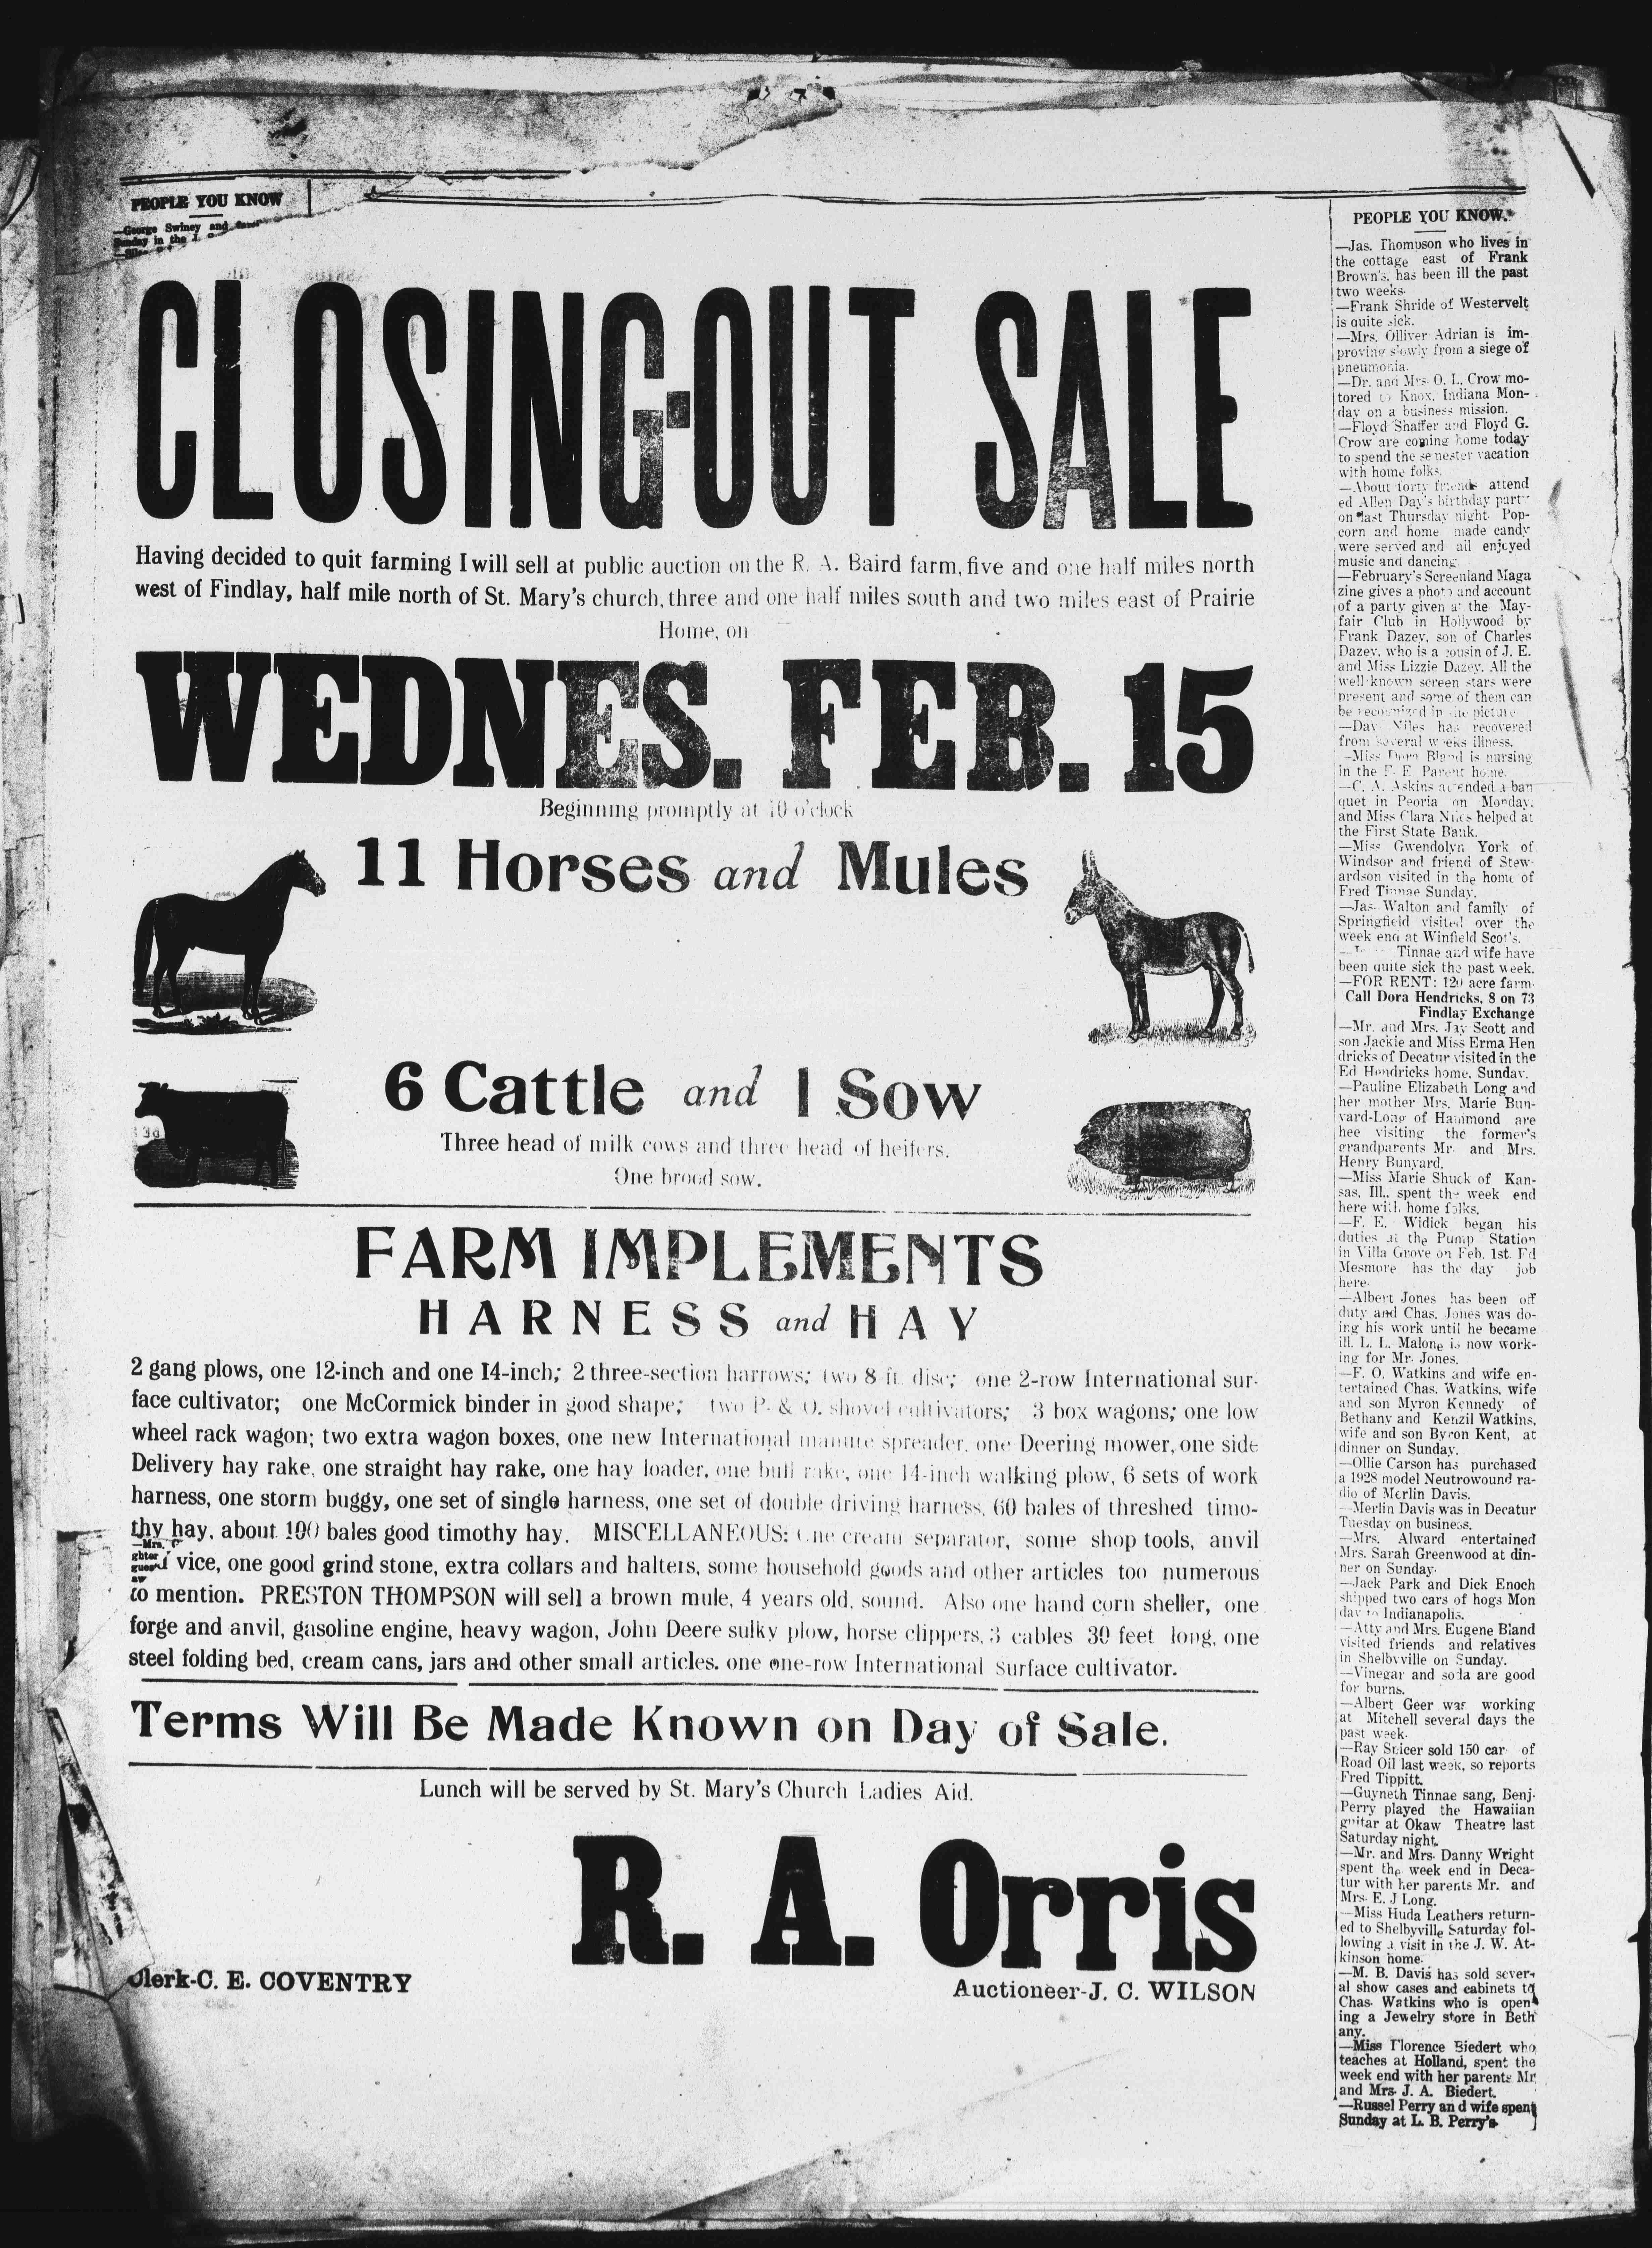 PEOPLE YOU KNOW
—George Swiney and
Sunday in the J.
CLOSING-OUT SALE
Having decided to quit farming I will sell at public auction on the R. A. Baird farm, five and one half miles north
west of Findlay, half mile north of St. Mary's church, three and one half miles south and two miles east of Prairie
Home, on
WEDNES. FEB. 15
Beginning promptly at 10 o'clock
11 Horses and Mules
6 Cattle and 1 Sow
Three head of milk cows and three head of heifers.
One brood sow.
FARM IMPLEMENTS
HARNESS and HAY
2 gang plows, one 12-inch and one 14-inch; 2 three-section harrows; two 8 ft. disc; one 2-row International sur-
face cultivator; one McCormick binder in good shape; two P. & O. shovel cultivators; 3 box wagons; one low
wheel rack wagon; two extra wagon boxes, one new International manure spreader, one Deering mower, one side
Delivery hay rake, one straight hay rake, one hay loader, one bull rake, one 14-inch walking plow, 6 sets of work
harness, one storm buggy, one set of single harness, one set of double driving harness, 60 bales of threshed timo-
thy hay, about 100 bales good timothy hay. MISCELLANEOUS: One cream separator, some shop tools, anvil
vice, one good grind stone, extra collars and halters, some household goods and other articles too numerous
to mention. PRESTON THOMPSON will sell a brown mule, 4 years old, sound. Also one hand corn sheller, one
forge and anvil, gasoline engine, heavy wagon, John Deere sulky plow, horse clippers, 3 cables 30 feet long, one
steel folding bed, cream cans, jars and other small articles. one one-row International Surface cultivator.
Terms Will Be Made Known on Day of Sale.
Lunch will be served by St. Mary's Church Ladies Aid.
R. A. Orris
Clerk-C. E. COVENTRY
Auctioneer-J. C. WILSON
PEOPLE YOU KNOW.
—Jas. Thompson who lives in
the cottage east of Frank
Brown's, has been ill the past
two weeks.
—Frank Shride of Westervelt
is quite sick.
—Mrs. Olliver Adrian is im-
proving slowly from a siege of
pneumonia.
—Dr. and Mrs. O. L. Crow mo-
tored to Knox, Indiana Mon-
day on a business mission.
—Floyd Shaffer and Floyd G.
Crow are coming home today
to spend the semester vacation
with home folks.
—About forty friends attend
ed Allen Day's birthday party
on last Thursday night. Pop-
corn and home made candy
were served and all enjoyed
music and dancing.
—February's Screenland Maga
zine gives a photo and account
of a party given at the May-
fair Club in Hollywood by
Frank Dazey, son of Charles
Dazey, who is a cousin of J. E.
and Miss Lizzie Dazey. All the
well known screen stars were
present and some of them can
be recognized in the picture.
—Dav Niles has recovered
from several weeks illness.
—Miss Dora Bland is nursing
in the F. E. Parent home.
—C. A. Askins attended a ban
quet in Peoria on Monday,
and Miss Clara Niles helped at
the First State Bank.
—Miss Gwendolyn York of
Windsor and friend of Stew-
ardson visited in the home of
Fred Tinnae Sunday.
—Jas. Walton and family of
Springfield visited over the
week end at Winfield Scot's.
Tinnae and wife have
been quite sick the past week.
—FOR RENT: 120 acre farm.
Call Dora Hendricks, 8 on 73
Findlay Exchange
—Mr. and Mrs. Jay Scott and
son Jackie and Miss Erma Hen
dricks of Decatur visited in the
Ed Hendricks home, Sunday.
—Pauline Elizabeth Long and
her mother Mrs. Marie Bun-
yard-Long of Hammond are
hee visiting the former's
grandparents Mr. and Mrs.
Henry Bunyard.
—Miss Marie Shuck of Kan-
sas, Ill., spent the week end
here with home folks.
—F. E. Widick began his
duties at the Pump Station
in Villa Grove on Feb. 1st. Ed
Mesmore has the day job
here.
—Albert Jones has been off
duty and Chas. Jones was do-
ing his work until he became
ill. L. L. Malone is now work-
ing for Mr. Jones.
—F. O. Watkins and wife en-
tertained Chas. Watkins, wife
and son Myron Kennedy of
Bethany and Kenzil Watkins,
wife and son Byron Kent, at
dinner on Sunday.
—Ollie Carson has purchased
a 1928 model Neutrowound ra-
dio of Merlin Davis.
—Merlin Davis was in Decatur
Tuesday on business.
—Mrs. Alward entertained
Mrs. Sarah Greenwood at din-
ner on Sunday.
—Jack Park and Dick Enoch
shipped two cars of hogs Mon
day to Indianapolis.
—Atty and Mrs. Eugene Bland
visited friends and relatives
in Shelbyville on Sunday.
—Vinegar and soda are good
for burns.
—Albert Geer was working
at Mitchell several days the
past week.
—Ray Spicer sold 150 car of
Road Oil last week, so reports
Fred Tippitt.
—Guyneth Tinnae sang, Benj.
Perry played the Hawaiian
guitar at Okaw Theatre last
Saturday night.
—Mr. and Mrs. Danny Wright
spent the week end in Deca-
tur with her parents Mr. and
Mrs. E. J Long.
—Miss Huda Leathers return-
ed to Shelbyville Saturday fol-
lowing a visit in the J. W. At-
kinson home.
—M. B. Davis has sold sever-
al show cases and cabinets to
Chas. Watkins who is open
ing a Jewelry store in Beth
any.
—Miss Florence Biedert who
teaches at Holland, spent the
week end with her parents Mr.
and Mrs. J. A. Biedert.
—Russel Perry and wife spent
Sunday at L. B. Perry's